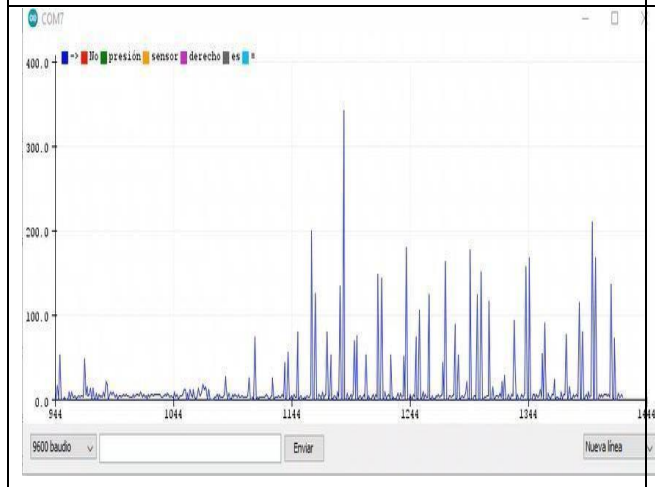 COM7
-> No presión sensor derecho es =
400.0
300.0
200.0
100.0
0.0
944 1044 1144 1244 1344 1444
9600 baudio Enviar Nueva línea